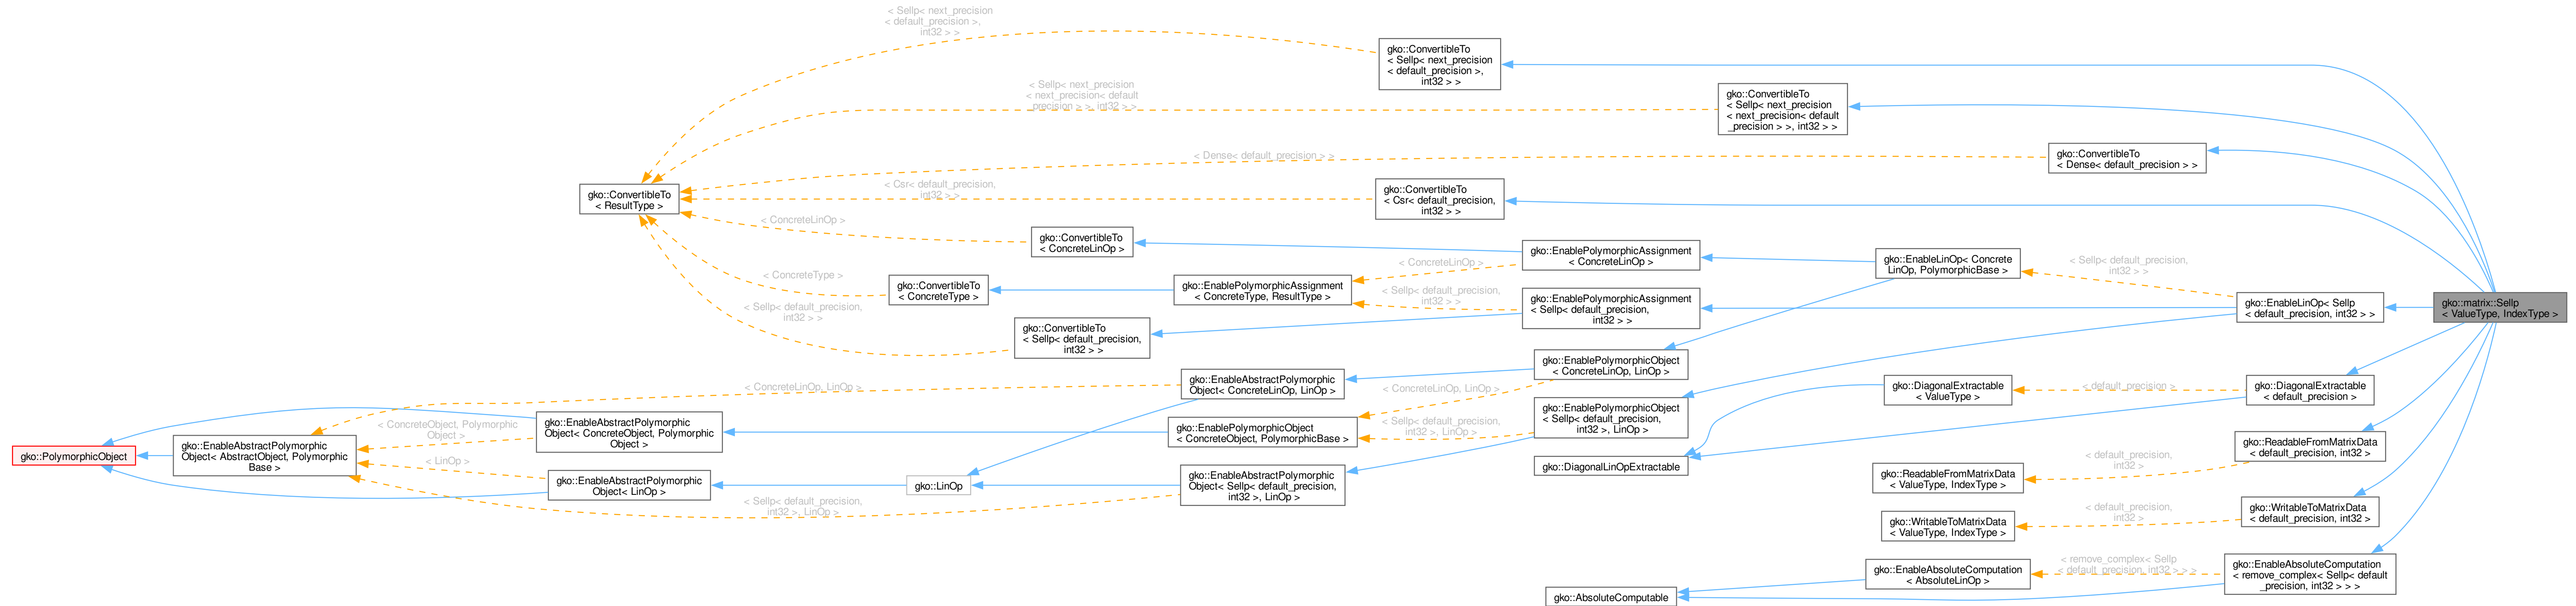 < Sellp< next_precision
< default_precision >,
int32 > >
gko::ConvertibleTo
< Sellp< next_precision
< default_precision >,
int32 > >
< Sellp< next_precision
< next_precision< default
_precision > >, int32 > >
gko::ConvertibleTo
< Sellp< next_precision
< next_precision< default
_precision > >, int32 > >
< Dense< default_precision > >
gko::ConvertibleTo
< Dense< default_precision > >
gko::ConvertibleTo
< ResultType >
< Csr< default_precision,
int32 > >
gko::ConvertibleTo
< Csr< default_precision,
int32 > >
< ConcreteLinOp >
gko::ConvertibleTo
< ConcreteLinOp >
gko::EnablePolymorphicAssignment
< ConcreteLinOp >
gko::EnableLinOp< Concrete
LinOp, PolymorphicBase >
< Sellp< default_precision,
int32 > >
< ConcreteType >
gko::ConvertibleTo
< ConcreteType >
gko::EnablePolymorphicAssignment
< ConcreteType, ResultType >
< ConcreteLinOp >
< Sellp< default_precision,
int32 > >
gko::EnablePolymorphicAssignment
< Sellp< default_precision,
int32 > >
gko::EnableLinOp< Sellp
< default_precision, int32 > >
gko::matrix::Sellp
< ValueType, IndexType >
< Sellp< default_precision,
int32 > >
gko::ConvertibleTo
< Sellp< default_precision,
int32 > >
gko::EnablePolymorphicObject
< ConcreteLinOp, LinOp >
< ConcreteLinOp, LinOp >
gko::EnableAbstractPolymorphic
Object< ConcreteLinOp, LinOp >
< ConcreteLinOp, LinOp >
gko::DiagonalExtractable
< ValueType >
< default_precision >
gko::DiagonalExtractable
< default_precision >
gko::PolymorphicObject
gko::EnableAbstractPolymorphic
Object< AbstractObject, Polymorphic
Base >
< ConcreteObject, Polymorphic
Object >
gko::EnableAbstractPolymorphic
Object< ConcreteObject, Polymorphic
Object >
gko::EnablePolymorphicObject
< ConcreteObject, PolymorphicBase >
< Sellp< default_precision,
int32 >, LinOp >
gko::EnablePolymorphicObject
< Sellp< default_precision,
int32 >, LinOp >
gko::DiagonalLinOpExtractable
gko::ReadableFromMatrixData
< ValueType, IndexType >
< default_precision,
int32 >
gko::ReadableFromMatrixData
< default_precision, int32 >
< LinOp >
gko::EnableAbstractPolymorphic
Object< LinOp >
gko::LinOp
gko::EnableAbstractPolymorphic
Object< Sellp< default_precision,
int32 >, LinOp >
< Sellp< default_precision,
int32 >, LinOp >
gko::WritableToMatrixData
< ValueType, IndexType >
< default_precision,
int32 >
gko::WritableToMatrixData
< default_precision, int32 >
gko::EnableAbsoluteComputation
< AbsoluteLinOp >
< remove_complex< Sellp
< default_precision, int32 > > >
gko::EnableAbsoluteComputation
< remove_complex< Sellp< default
_precision, int32 > > >
gko::AbsoluteComputable